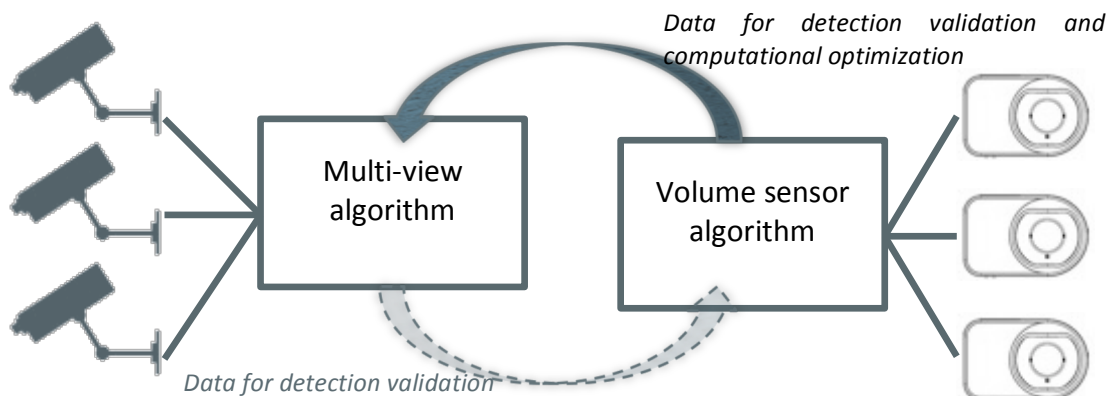 Data for detection validation and
computational optimization
Multi-view
algorithm
Volume sensor
algorithm
Data for detection validation